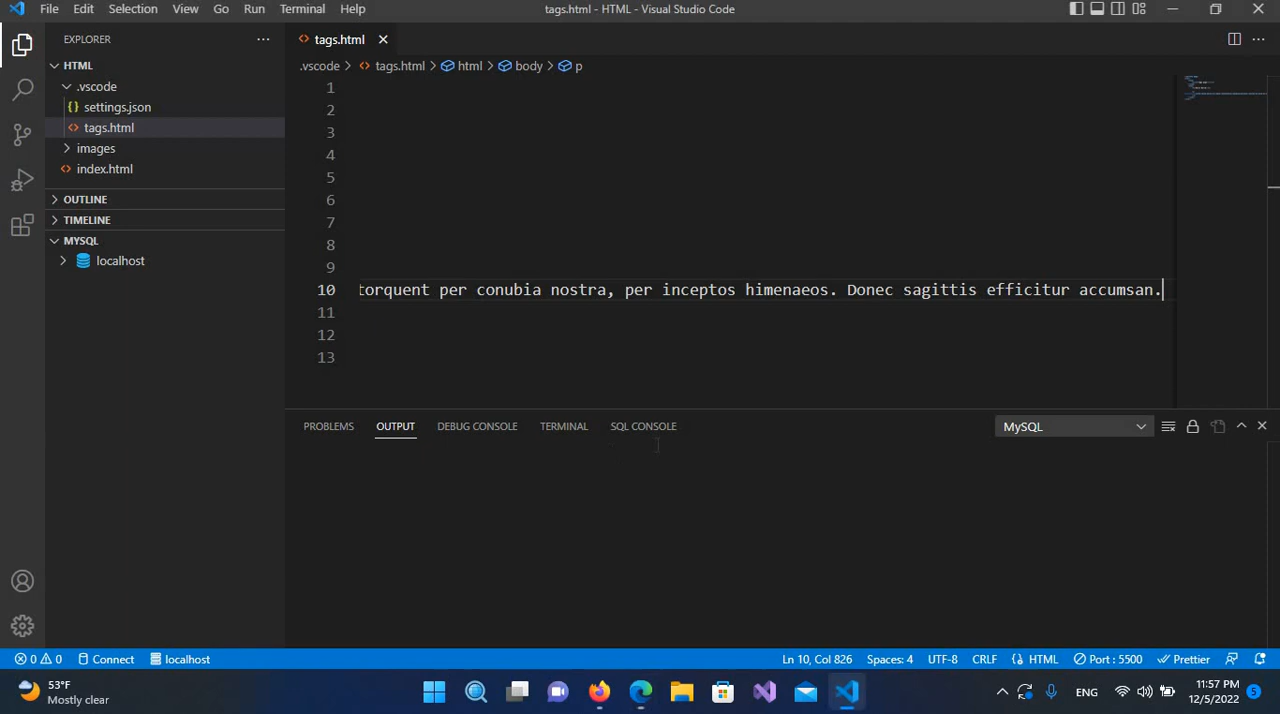 File Edit Selection View Go Run Terminal Help tags.html - HTML - Visual Studio Code
EXPLORER
tags.html
HTML
.vscode > tags.html > html > body > p
.vscode
settings.json
tags.html
images
index.html
OUTLINE
TIMELINE
MYSQL
localhost
1
2
3
4
5
6
7
8
9
10 torquent per conubia nostra, per inceptos himenaeos. Donec sagittis efficitur accumsan.
11
12
13
PROBLEMS OUTPUT DEBUG CONSOLE TERMINAL SQL CONSOLE MySQL
0 0 Connect localhost Ln 10, Col 826 Spaces: 4 UTF-8 CRLF HTML Port : 5500 Prettier
53°F
Mostly clear
ENG
11:57 PM
12/5/2022
5